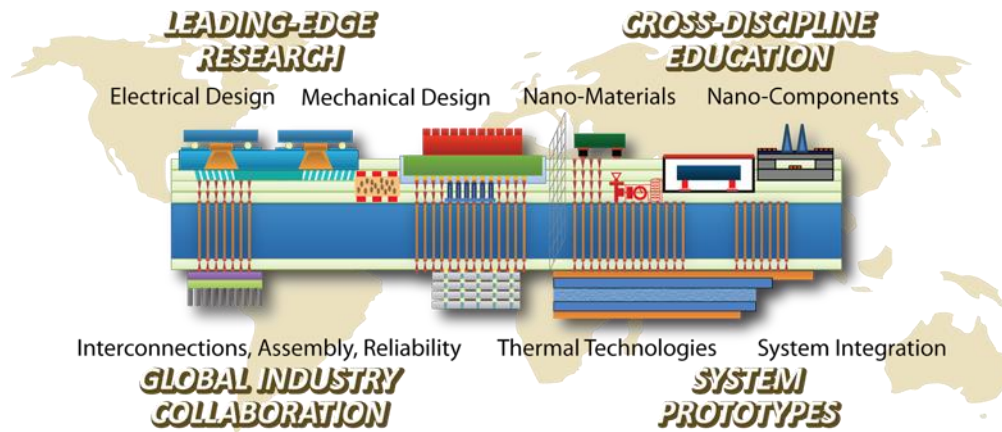 LEADING-EDGE
RESEARCH
CROSS-DISCIPLINE
EDUCATION
Electrical Design
Mechanical Design
Nano-Materials
Nano-Components
Interconnections, Assembly, Reliability
Thermal Technologies
System Integration
GLOBAL INDUSTRY
COLLABORATION
SYSTEM
PROTOTYPES